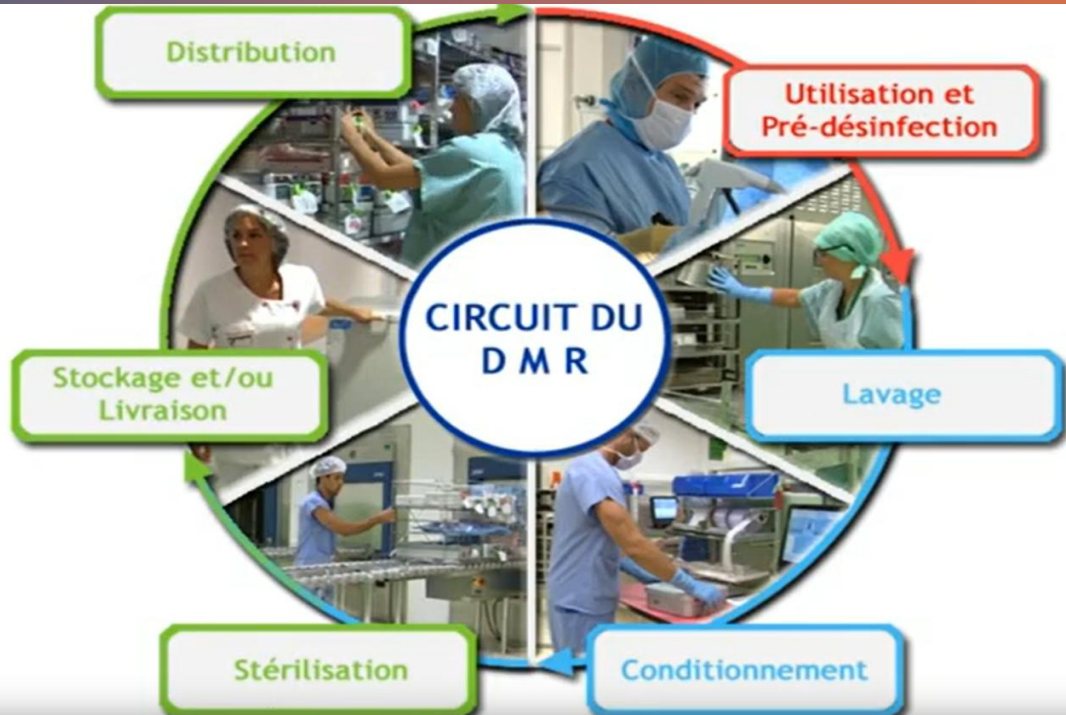 Distribution
Utilisation et
Pré-désinfection
CIRCUIT DU
D M R
Stockage et/ou
Livraison
Lavage
Stérilisation
Conditionnement